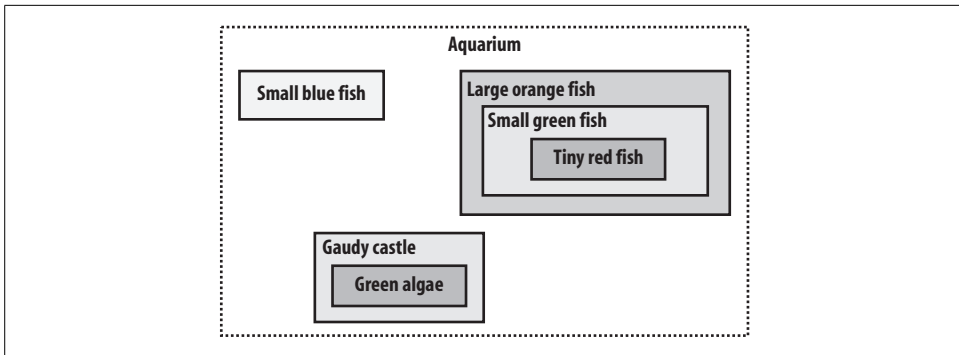 Aquarium
Small blue fish
Large orange fish
Small green fish
Tiny red fish
Gaudy castle
Green algae